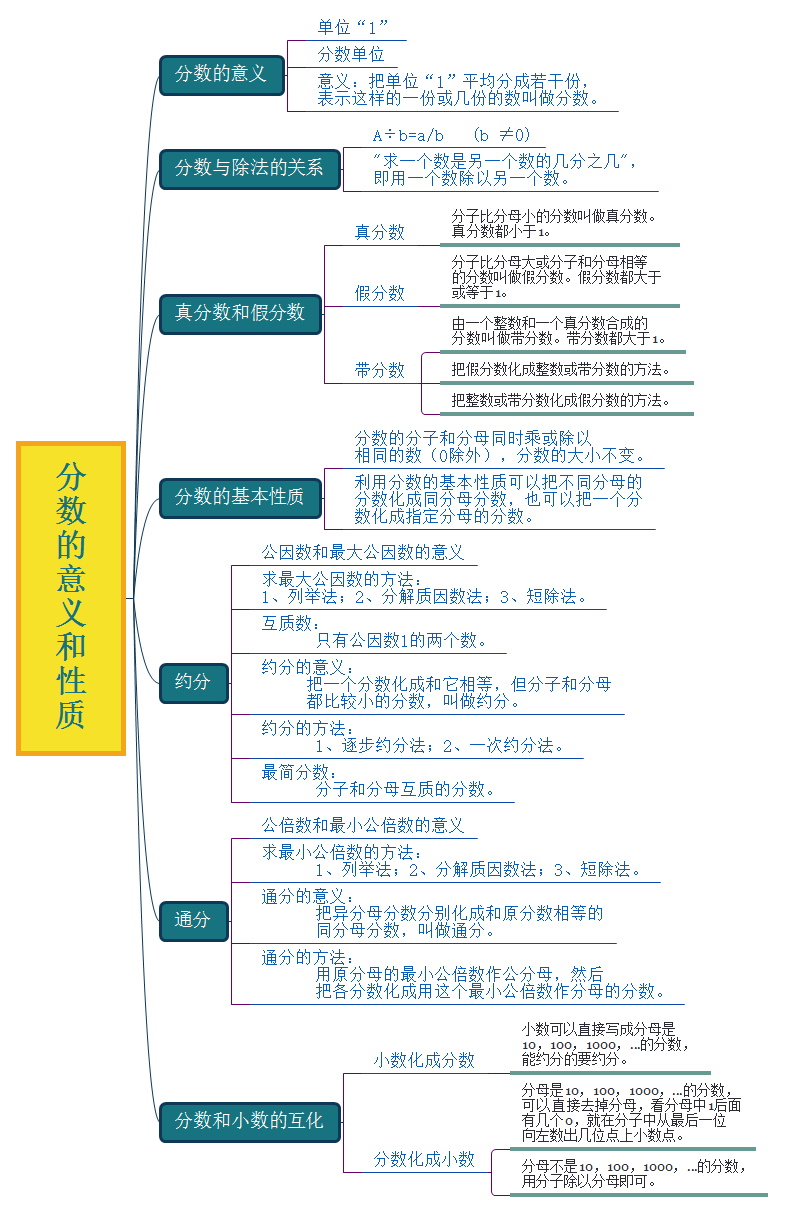 分数的意义和性质
分数的意义
单位“1”
分数单位
意义：把单位“1”平均分成若干份，
表示这样的一份或几份的数叫做分数。
分数与除法的关系
A÷b=a/b （b ≠0)
"求一个数是另一个数的几分之几"，
即用一个数除以另一个数。
真分数和假分数
真分数
分子比分母小的分数叫做真分数。
真分数都小于1。
假分数
分子比分母大或分子和分母相等
的分数叫做假分数。假分数都大于
或等于1。
带分数
由一个整数和一个真分数合成的
分数叫做带分数。带分数都大于1。
把假分数化成整数或带分数的方法。
把整数或带分数化成假分数的方法。
分数的基本性质
分数的分子和分母同时乘或除以
相同的数（0除外），分数的大小不变。
利用分数的基本性质可以把不同分母的
分数化成同分母分数，也可以把一个分
数化成指定分母的分数。
约分
公因数和最大公因数的意义
求最大公因数的方法：
1、列举法；2、分解质因数法；3、短除法。
互质数：
只有公因数1的两个数。
约分的意义：
把一个分数化成和它相等，但分子和分母
都比较小的分数，叫做约分。
约分的方法：
1、逐步约分法；2、一次约分法。
最简分数：
分子和分母互质的分数。
通分
公倍数和最小公倍数的意义
求最小公倍数的方法：
1、列举法；2、分解质因数法；3、短除法。
通分的意义：
把异分母分数分别化成和原分数相等的
同分母分数，叫做通分。
通分的方法：
用原分母的最小公倍数作公分母，然后
把各分数化成用这个最小公倍数作分母的分数。
分数和小数的互化
小数化成分数
小数可以直接写成分母是
10，100，1000，…的分数，
能约分的要约分。
分数化成小数
分母是10，100，1000，…的分数，
可以直接去掉分母，看分母中1后面
有几个0，就在分子中从最后一位
向左数出几位点上小数点。
分母不是10，100，1000，…的分数，
用分子除以分母即可。